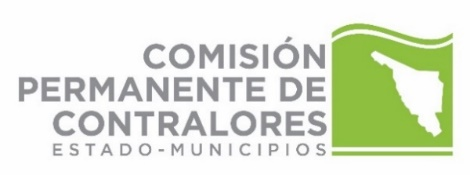 COMISIÓN
PERMANENTE DE
CONTRALORES
ESTADO-MUNICIPIOS